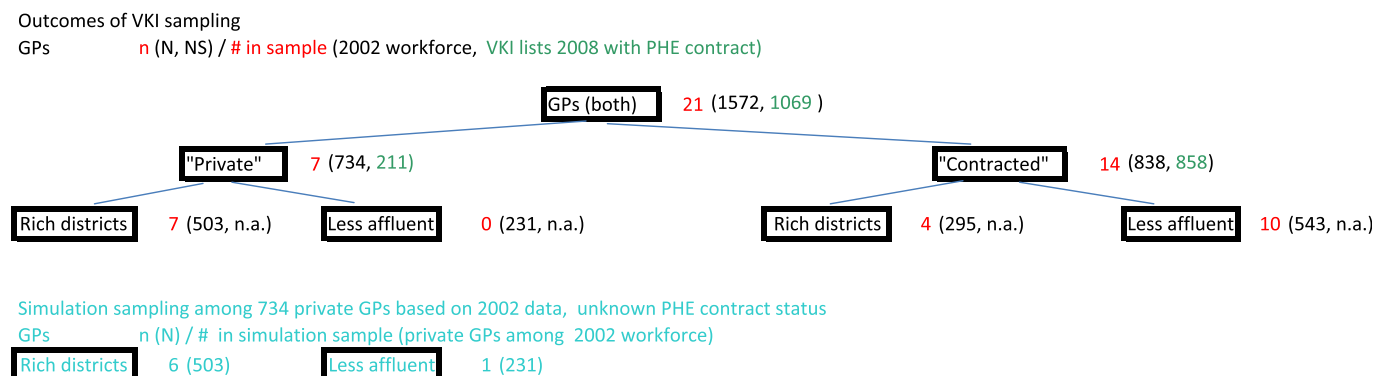 Outcomes of VKI sampling
GPs n (N, NS) / # in sample (2002 workforce, VKI lists 2008 with PHE contract)
GPs (both) 21 (1572, 1069 )
"Private" 7 (734, 211) "Contracted" 14 (838, 858)
Rich districts 7 (503, n.a.) Less affluent 0 (231, n.a.) Rich districts 4 (295, n.a.) Less affluent 10 (543, n.a.)
Simulation sampling among 734 private GPs based on 2002 data, unknown PHE contract status
GPs n (N) / # in simulation sample (private GPs among 2002 workforce)
Rich districts 6 (503) Less affluent 1 (231)